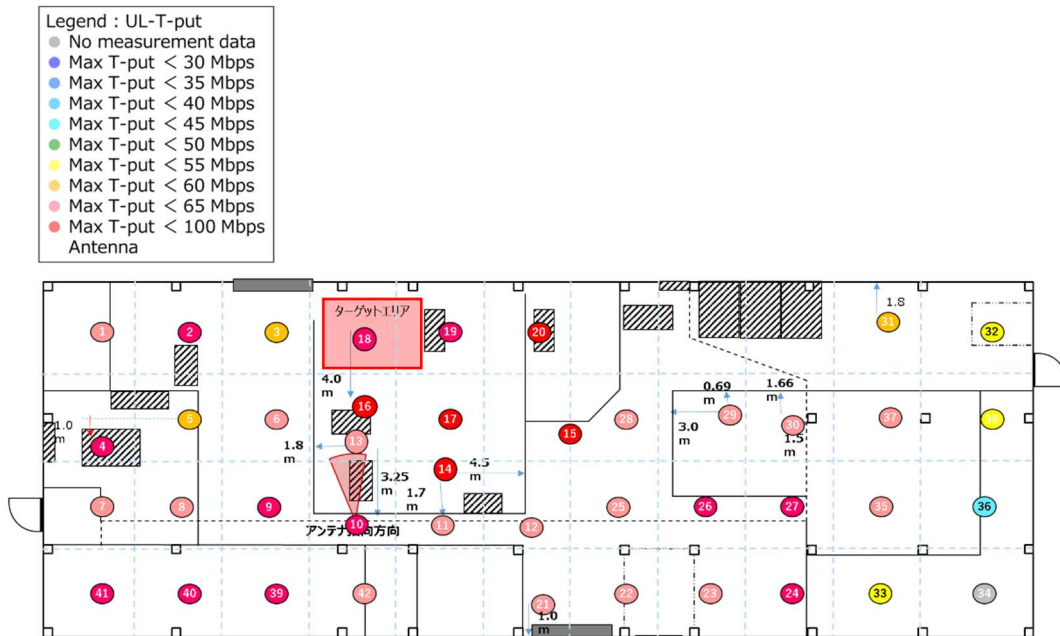 Legend : UL-T-put
No measurement data
Max T-put < 30 Mbps
Max T-put < 35 Mbps
Max T-put < 40 Mbps
Max T-put < 45 Mbps
Max T-put < 50 Mbps
Max T-put < 55 Mbps
Max T-put < 60 Mbps
Max T-put < 65 Mbps
Max T-put < 100 Mbps
Antenna
ターゲットエリア
1.8
1
2
3
18
19
20
31
32
4.0
m
0.69
m
1.66
m
16
5
6
17
28
29
30
37
1.0
m
3.0
m
1.5
m
4
13
15
1.8
m
14
4.5
m
3.25
m
1.7
m
7
8
9
10
11
12
25
26
27
35
36
アンテナ指向方向
41
40
39
42
21
22
23
24
33
34
1.0
m